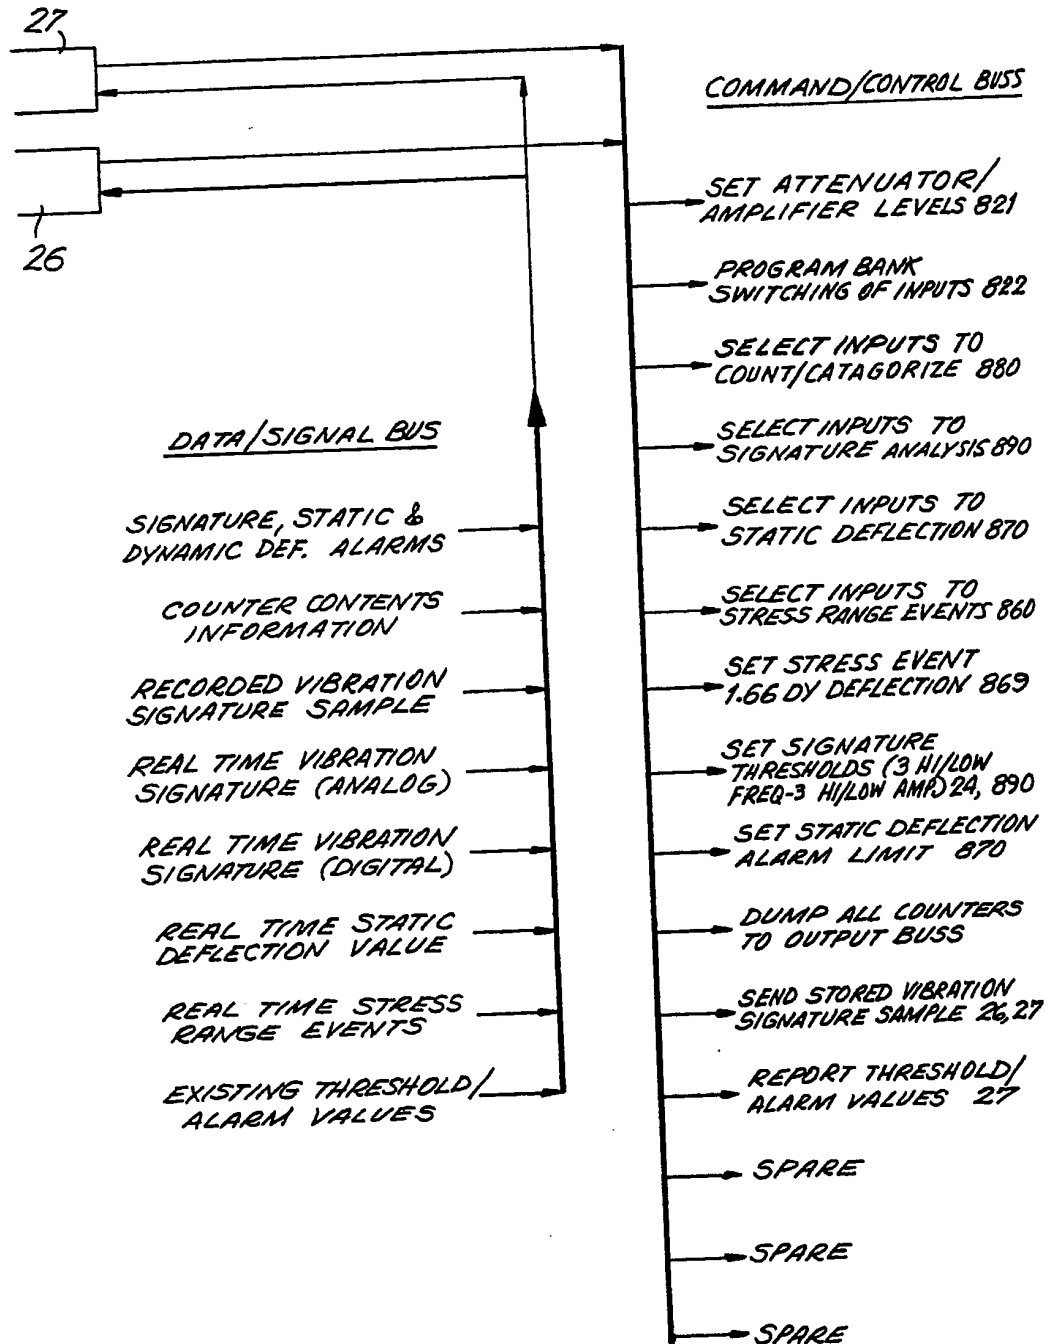 27
26
COMMAND/CONTROL BUSS
SET ATTENUATOR/
AMPLIFIER LEVELS 821
PROGRAM BANK
SWITCHING OF INPUTS 822
SELECT INPUTS TO
COUNT/CATAGORIZE 880
SELECT INPUTS TO
SIGNATURE ANALYSIS 890
SELECT INPUTS TO
STATIC DEFLECTION 870
SELECT INPUTS TO
STRESS RANGE EVENTS 860
SET STRESS EVENT
1.66 DY DEFLECTION 869
SET SIGNATURE
THRESHOLDS (3 HI/LOW
FREQ-3 HI/LOW AMP) 24, 890
SET STATIC DEFLECTION
ALARM LIMIT 870
DUMP ALL COUNTERS
TO OUTPUT BUSS
SEND STORED VIBRATION
SIGNATURE SAMPLE 26,27
REPORT THRESHOLD/
ALARM VALUES 27
SPARE
SPARE
SPARE
DATA/SIGNAL BUS
SIGNATURE, STATIC &
DYNAMIC DEF. ALARMS
COUNTER CONTENTS
INFORMATION
RECORDED VIBRATION
SIGNATURE SAMPLE
REAL TIME VIBRATION
SIGNATURE (ANALOG)
REAL TIME VIBRATION
SIGNATURE (DIGITAL)
REAL TIME STATIC
DEFLECTION VALUE
REAL TIME STRESS
RANGE EVENTS
EXISTING THRESHOLD/
ALARM VALUES